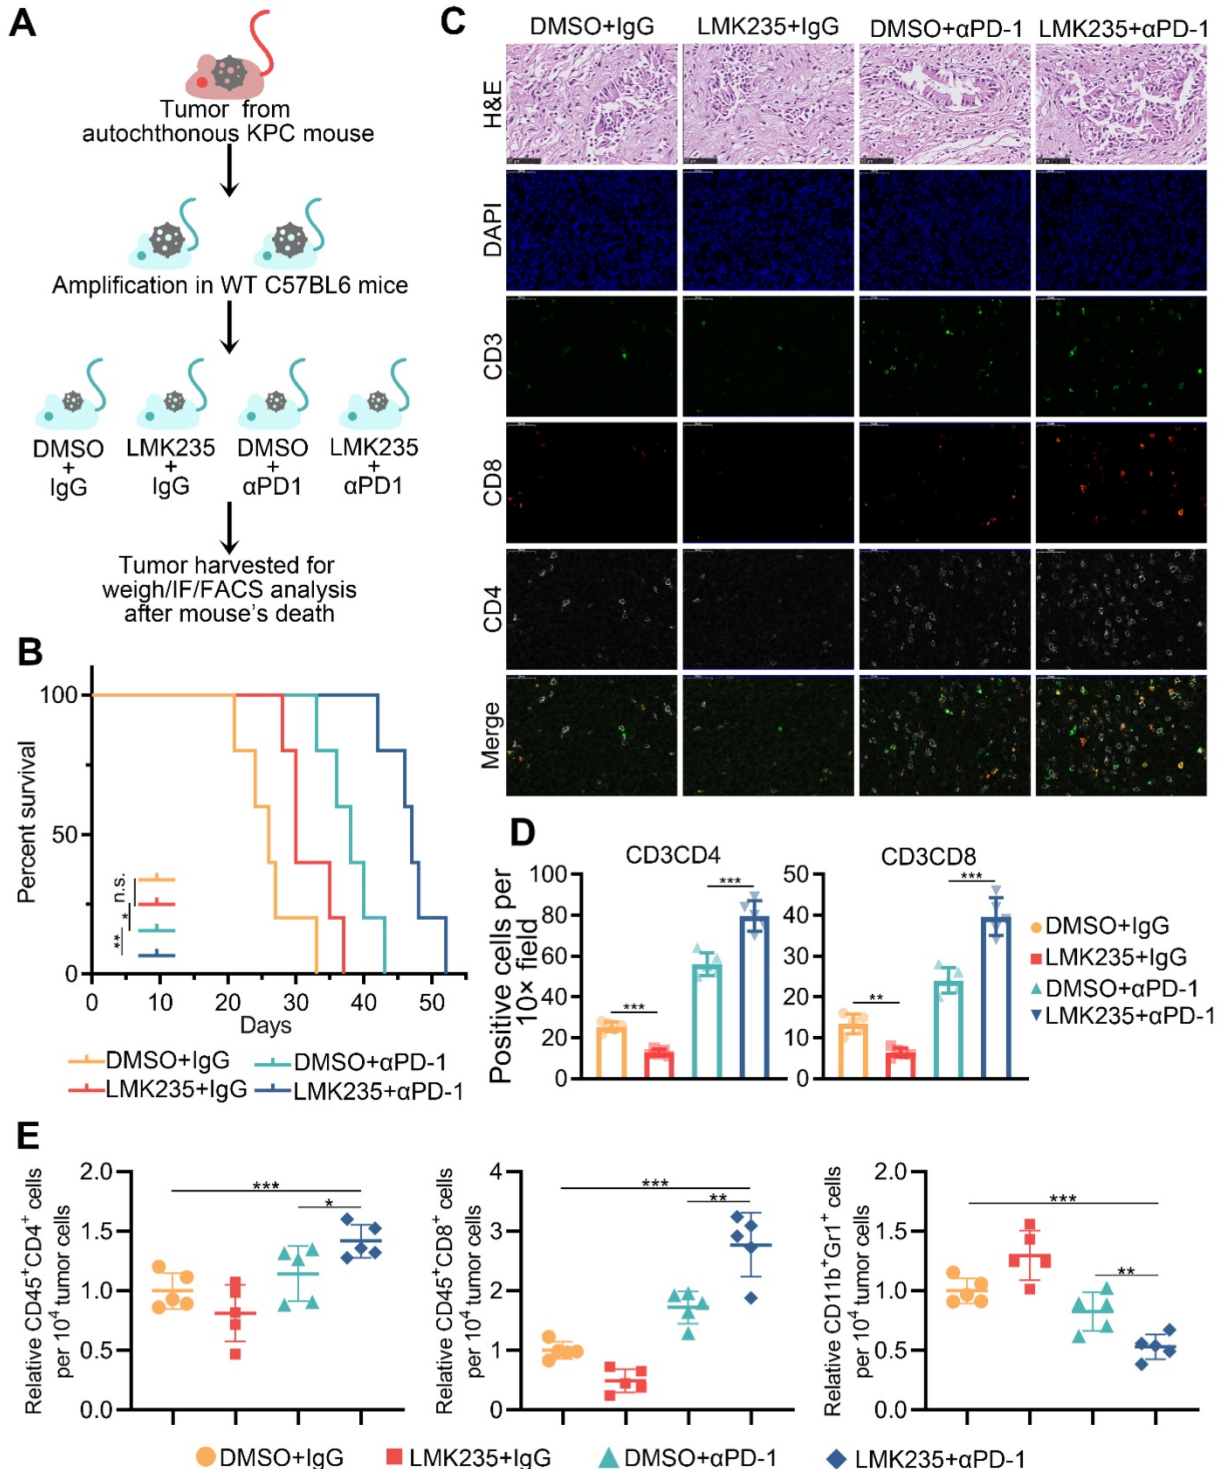 A
Tumor from
autochthonous KPC mouse
Amplification in WT C57BL6 mice
DMSO
+
IgG
LMK235
+
IgG
DMSO
+
αPD1
LMK235
+
αPD1
Tumor harvested for
weigh/IF/FACS analysis
after mouse's death
B
Percent survival
100
50
0
n.s.
*
**
0 10 20 30 40 50
Days
DMSO+IgG
DMSO+αPD-1
LMK235+IgG
LMK235+αPD-1
C
DMSO+IgG LMK235+IgG DMSO+αPD-1 LMK235+αPD-1
H&E
DAPI
CD3
CD8
CD4
Merge
D
CD3CD4
Positive cells per
10× field
100
80
60
40
20
0
***
***
CD3CD8
50
40
30
20
10
0
**
***
DMSO+IgG
LMK235+IgG
DMSO+αPD-1
LMK235+αPD-1
E
Relative CD45+CD4+ cells
per 10⁴ tumor cells
2.0
1.5
1.0
0.5
0.0
***
*
Relative CD45+CD8+ cells
per 10⁴ tumor cells
4
3
2
1
0
***
**
Relative CD11b+Gr1+ cells
per 10⁴ tumor cells
2.0
1.5
1.0
0.5
0.0
***
**
DMSO+IgG LMK235+IgG DMSO+αPD-1 LMK235+αPD-1